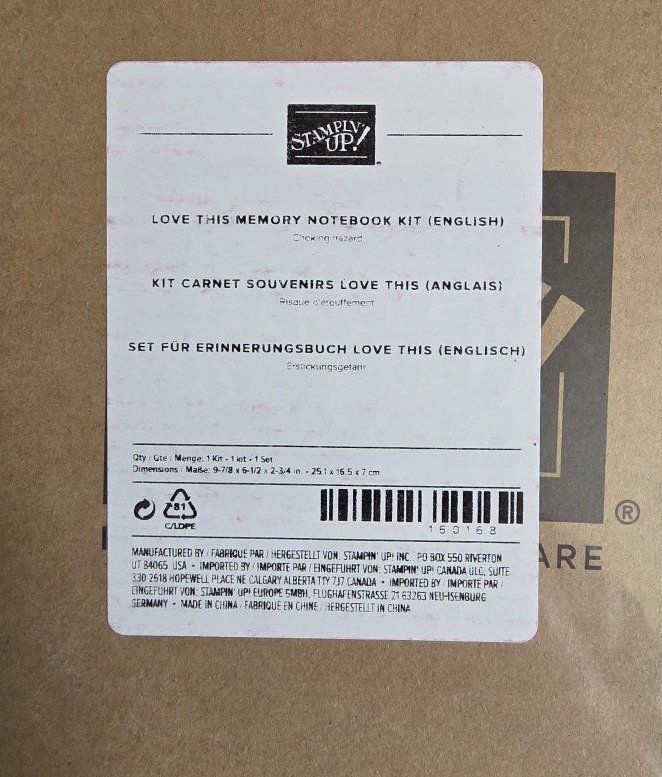 STAMPIN' UP!
LOVE THIS MEMORY NOTEBOOK KIT (ENGLISH)
Choking hazard
KIT CARNET SOUVENIRS LOVE THIS (ANGLAIS)
Risque d'étouffement
SET FÜR ERINNERUNGSBUCH LOVE THIS (ENGLISCH)
Erstickungsgefahr
Qty / Qté / Menge: 1 Kit • 1 kit • 1 Set
Dimensions / Maße: 9-7/8 x 6-1/2 x 2-3/4 in. • 25.1 x 16.5 x 7 cm
81
C/LDPE
160168
®
ARE
MANUFACTURED BY / FABRIQUÉ PAR / HERGESTELLT VON: STAMPIN' UP! INC. PO BOX 550 RIVERTON
UT 84065 USA • IMPORTED BY / IMPORTÉ PAR / EINGEFÜHRT VON: STAMPIN' UP! CANADA ULC, SUITE
330 2618 HOPEWELL PLACE NE CALGARY ALBERTA T1Y 7J7 CANADA • IMPORTED BY / IMPORTÉ PAR /
EINGEFÜHRT VON: STAMPIN' UP! EUROPE GMBH, FLUGHAFENSTRASSE 21 63263 NEU-ISENBURG
GERMANY • MADE IN CHINA / FABRIQUÉ EN CHINE / HERGESTELLT IN CHINA